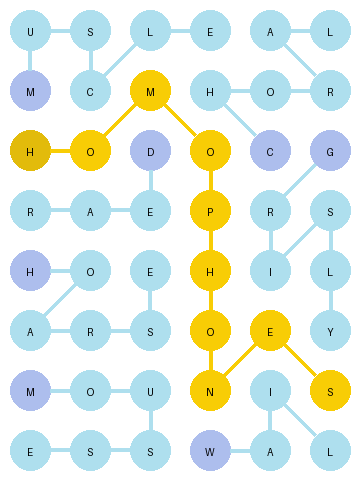 U S L E A L
M C M H O R
H O D O C G
R A E P R S
H O E H I L
A R S O E Y
M O U N I S
E S S W A L